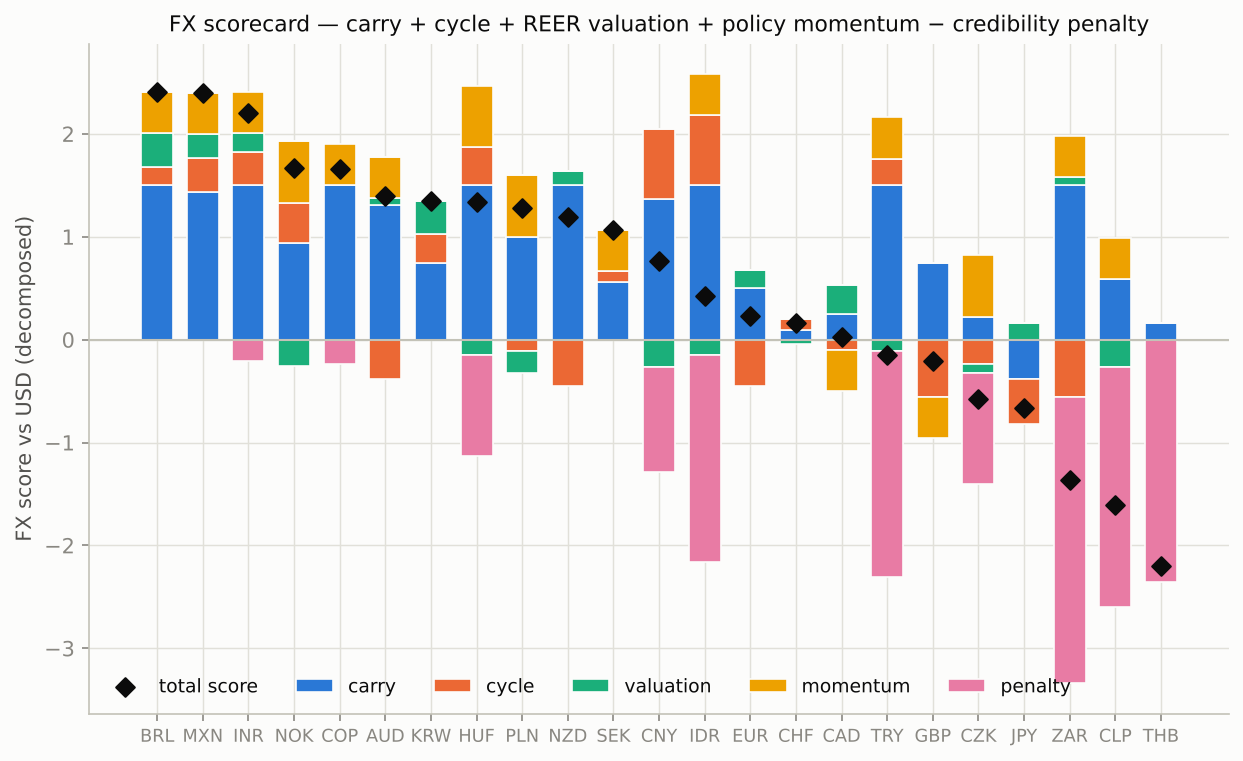 FX scorecard — carry + cycle + REER valuation + policy momentum − credibility penalty
FX score vs USD (decomposed)
2
1
0
−1
−2
−3
total score carry cycle valuation momentum penalty
BRL MXN INR NOK COP AUD KRW HUF PLN NZD SEK CNY IDR EUR CHF CAD TRY GBP CZK JPY ZAR CLP THB